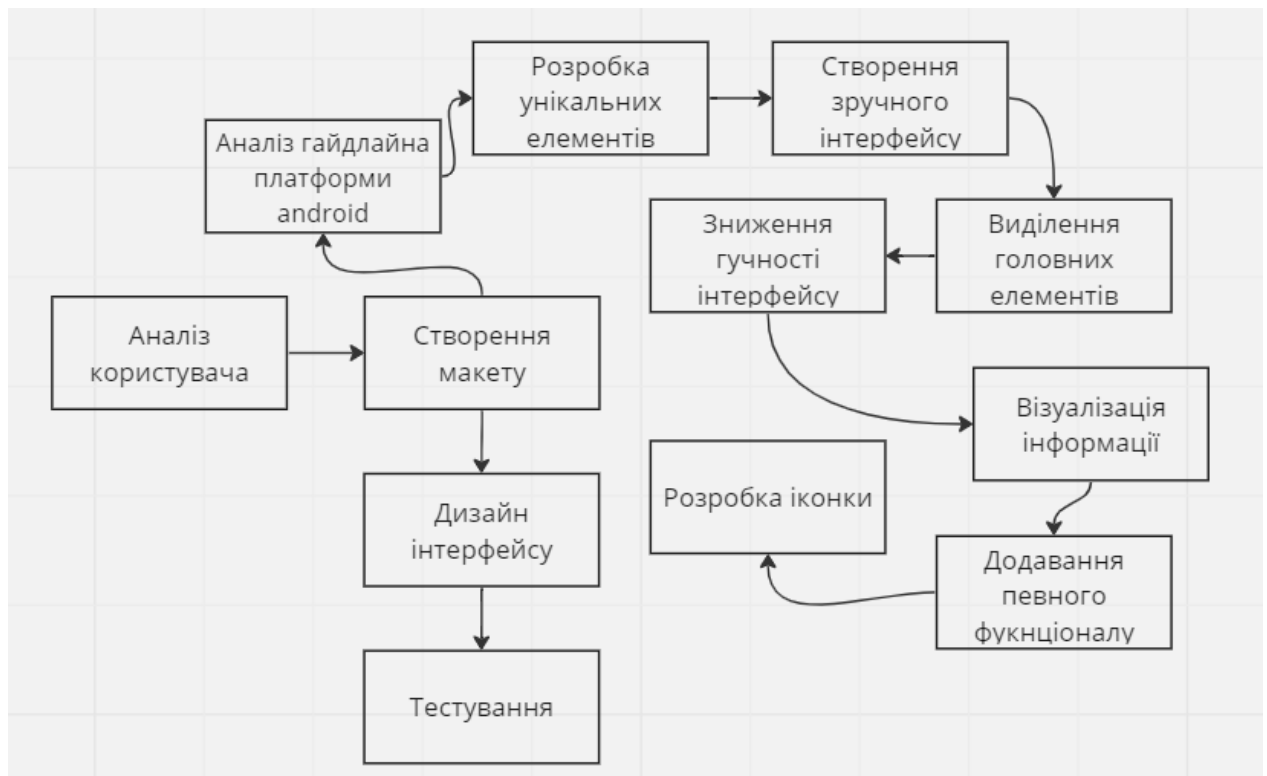 Розробка
унікальних
елементів
Створення
зручного
інтерфейсу
Аналіз гайдлайна
платформи
android
Зниження
гучності
інтерфейсу
Виділення
головних
елементів
Аналіз
користувача
Створення
макету
Візуалізація
інформації
Розробка іконки
Дизайн
інтерфейсу
Додавання
певного
фукнціоналу
Тестування